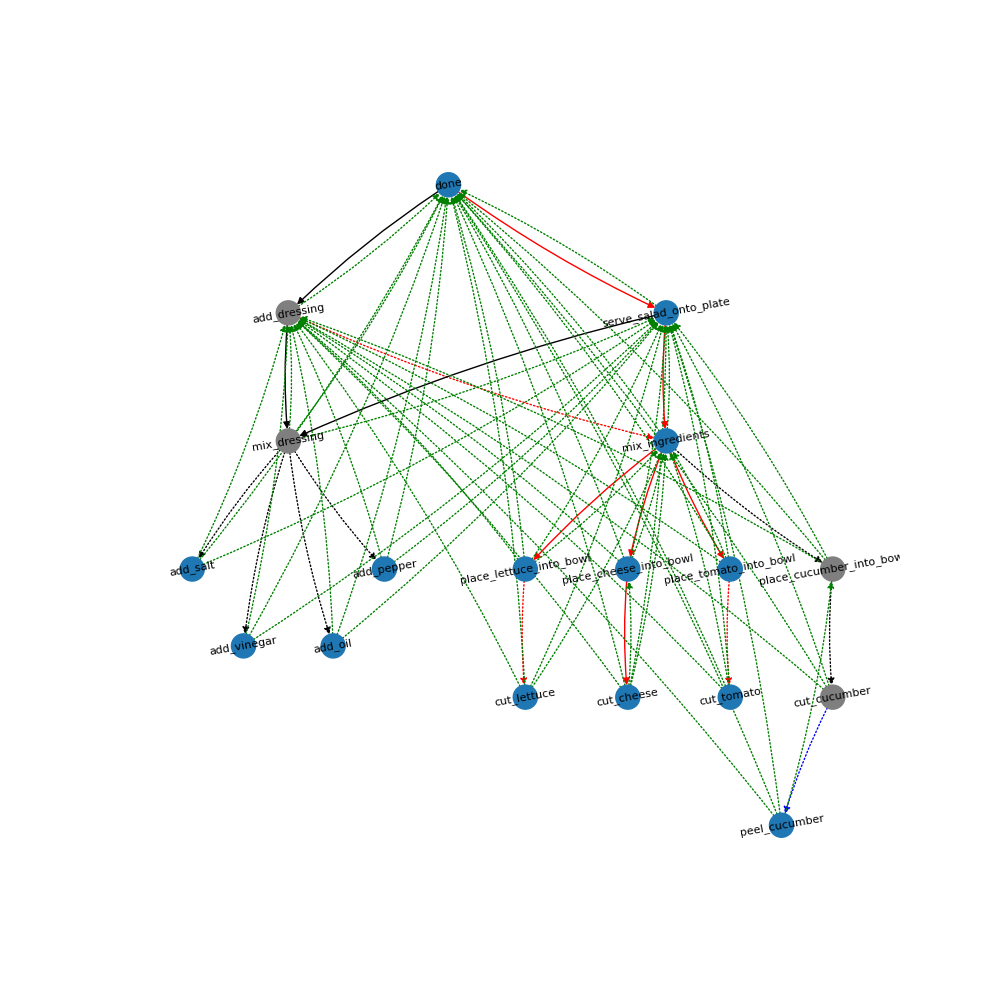 done
add_dressing
serve_salad_onto_plate
mix_dressing
mix_ingredients
add_salt
add_pepper
place_lettuce_into_bowl
place_cheese_into_bowl
place_tomato_into_bowl
place_cucumber_into_bow
add_vinegar
add_oil
cut_lettuce
cut_cheese
cut_tomato
cut_cucumber
peel_cucumber